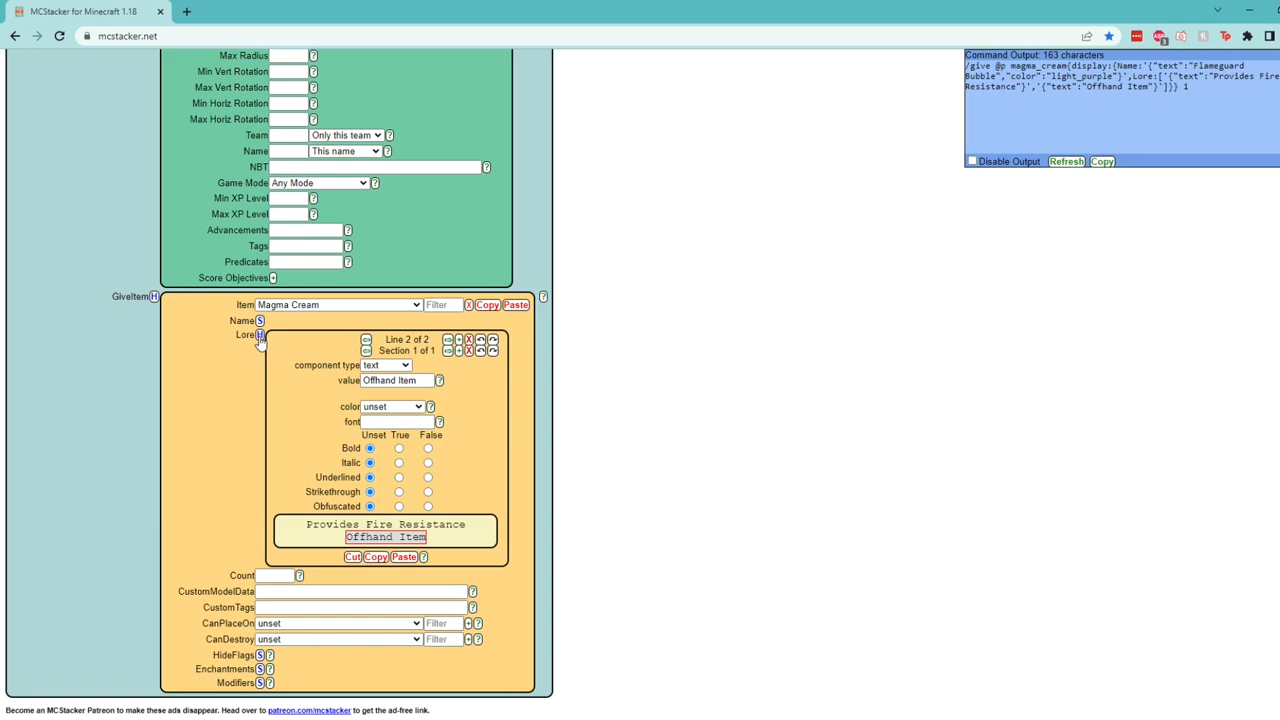 MCStacker for Minecraft 1.18
mcstacker.net
Max Radius ?
Min Vert Rotation ?
Max Vert Rotation ?
Min Horiz Rotation ?
Max Horiz Rotation ?
Team Only this team ?
Name This name ?
NBT ?
Game Mode Any Mode ?
Min XP Level ?
Max XP Level ?
Advancements ?
Tags ?
Predicates ?
Score Objectives +
GiveItem H ?
Item Magma Cream Filter X Copy Paste
Name S
Lore H
Line 2 of 2 + X
Section 1 of 1 + X
component type text
value Offhand Item ?
color unset ?
font ?
Unset True False
Bold
Italic
Underlined
Strikethrough
Obfuscated
Provides Fire Resistance
Offhand Item
Cut Copy Paste ?
Count ?
CustomModelData ?
CustomTags ?
CanPlaceOn unset Filter + ?
CanDestroy unset Filter + ?
HideFlags S ?
Enchantments S ?
Modifiers S ?
Become an MCStacker Patreon to make these ads disappear. Head over to patreon.com/mcstacker to get the ad-free link.
Command Output: 163 characters
/give @p magma_cream{display:{Name:'{"text":"Flameguard
Bubble","color":"light_purple"}',Lore:['{"text":"Provides Fire
Resistance"}','{"text":"Offhand Item"}']}} 1
Disable Output Refresh Copy